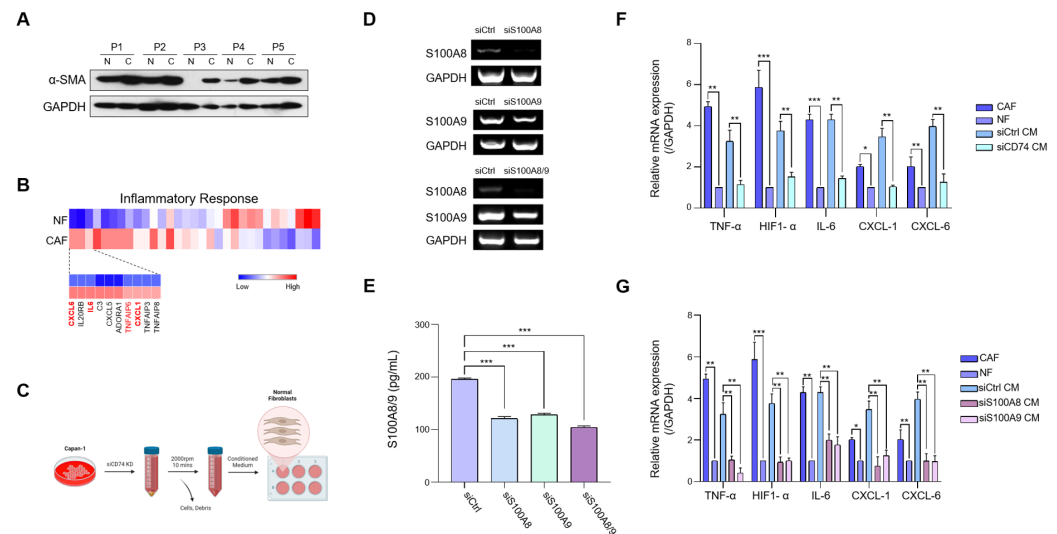 A
P1 P2 P3 P4 P5
N C N C N C N C N C
α-SMA
GAPDH
B
Inflammatory Response
NF
CAF
Low High
CXCL6
IL20RB
IL6
C3
CXCL5
ADORA1
TNFAIP6
CXCL1
TNFAIP3
TNFAIP8
C
Capan-1
siCD74 KD
2000rpm
10 mins
Conditioned
Medium
Cells, Debris
Normal
Fibroblasts
D
siCtrl siS100A8
S100A8
GAPDH
siCtrl siS100A9
S100A9
GAPDH
siCtrl siS100A8/9
S100A8
S100A9
GAPDH
E
S100A8/9 (pg/mL)
300
200
100
0
***
***
***
siCtrl
siS100A8
siS100A9
siS100A8/9
F
Relative mRNA expression
(/GAPDH)
8
6
4
2
0
** ** *** ** *** ** * ** ** **
TNF-α HIF1- α IL-6 CXCL-1 CXCL-6
CAF
NF
siCtrl CM
siCD74 CM
G
Relative mRNA expression
(/GAPDH)
8
6
4
2
0
** ** ** *** ** ** ** ** ** * ** ** ** ** **
TNF-α HIF1- α IL-6 CXCL-1 CXCL-6
CAF
NF
siCtrl CM
siS100A8 CM
siS100A9 CM